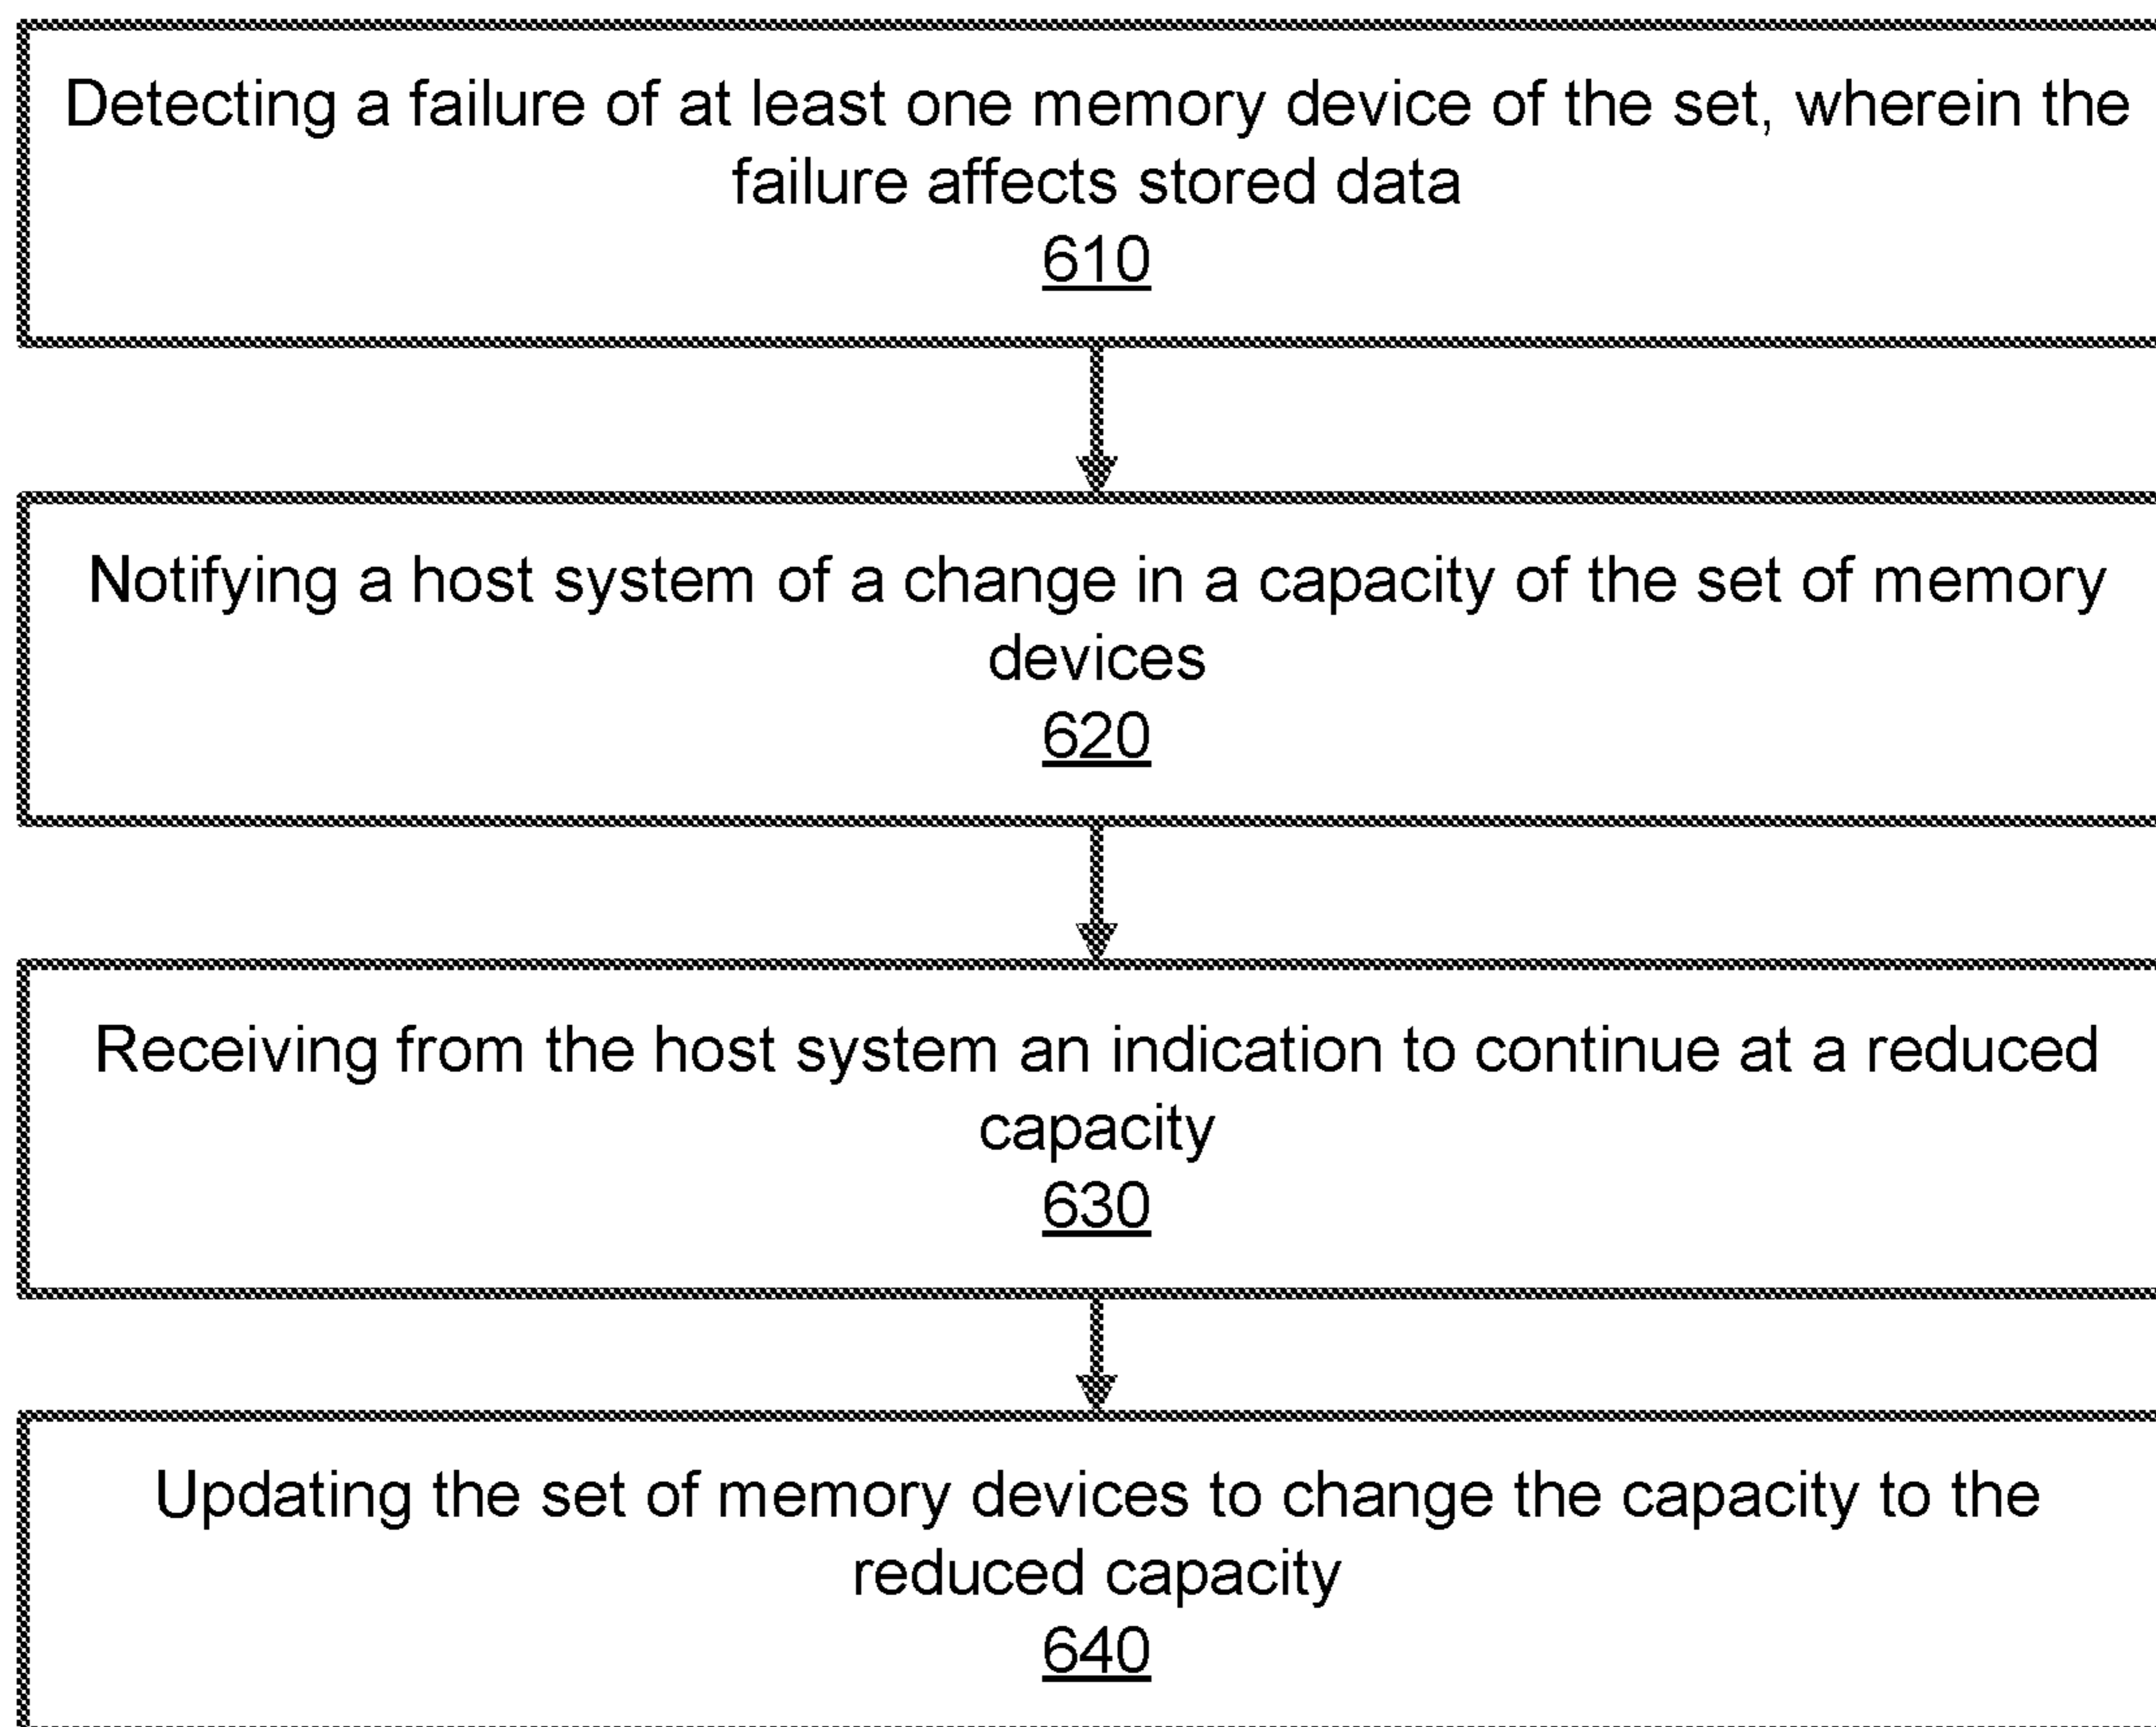 Detecting a failure of at least one memory device of the set, wherein the
failure affects stored data
610
Notifying a host system of a change in a capacity of the set of memory
devices
620
Receiving from the host system an indication to continue at a reduced
capacity
630
Updating the set of memory devices to change the capacity to the
reduced capacity
640